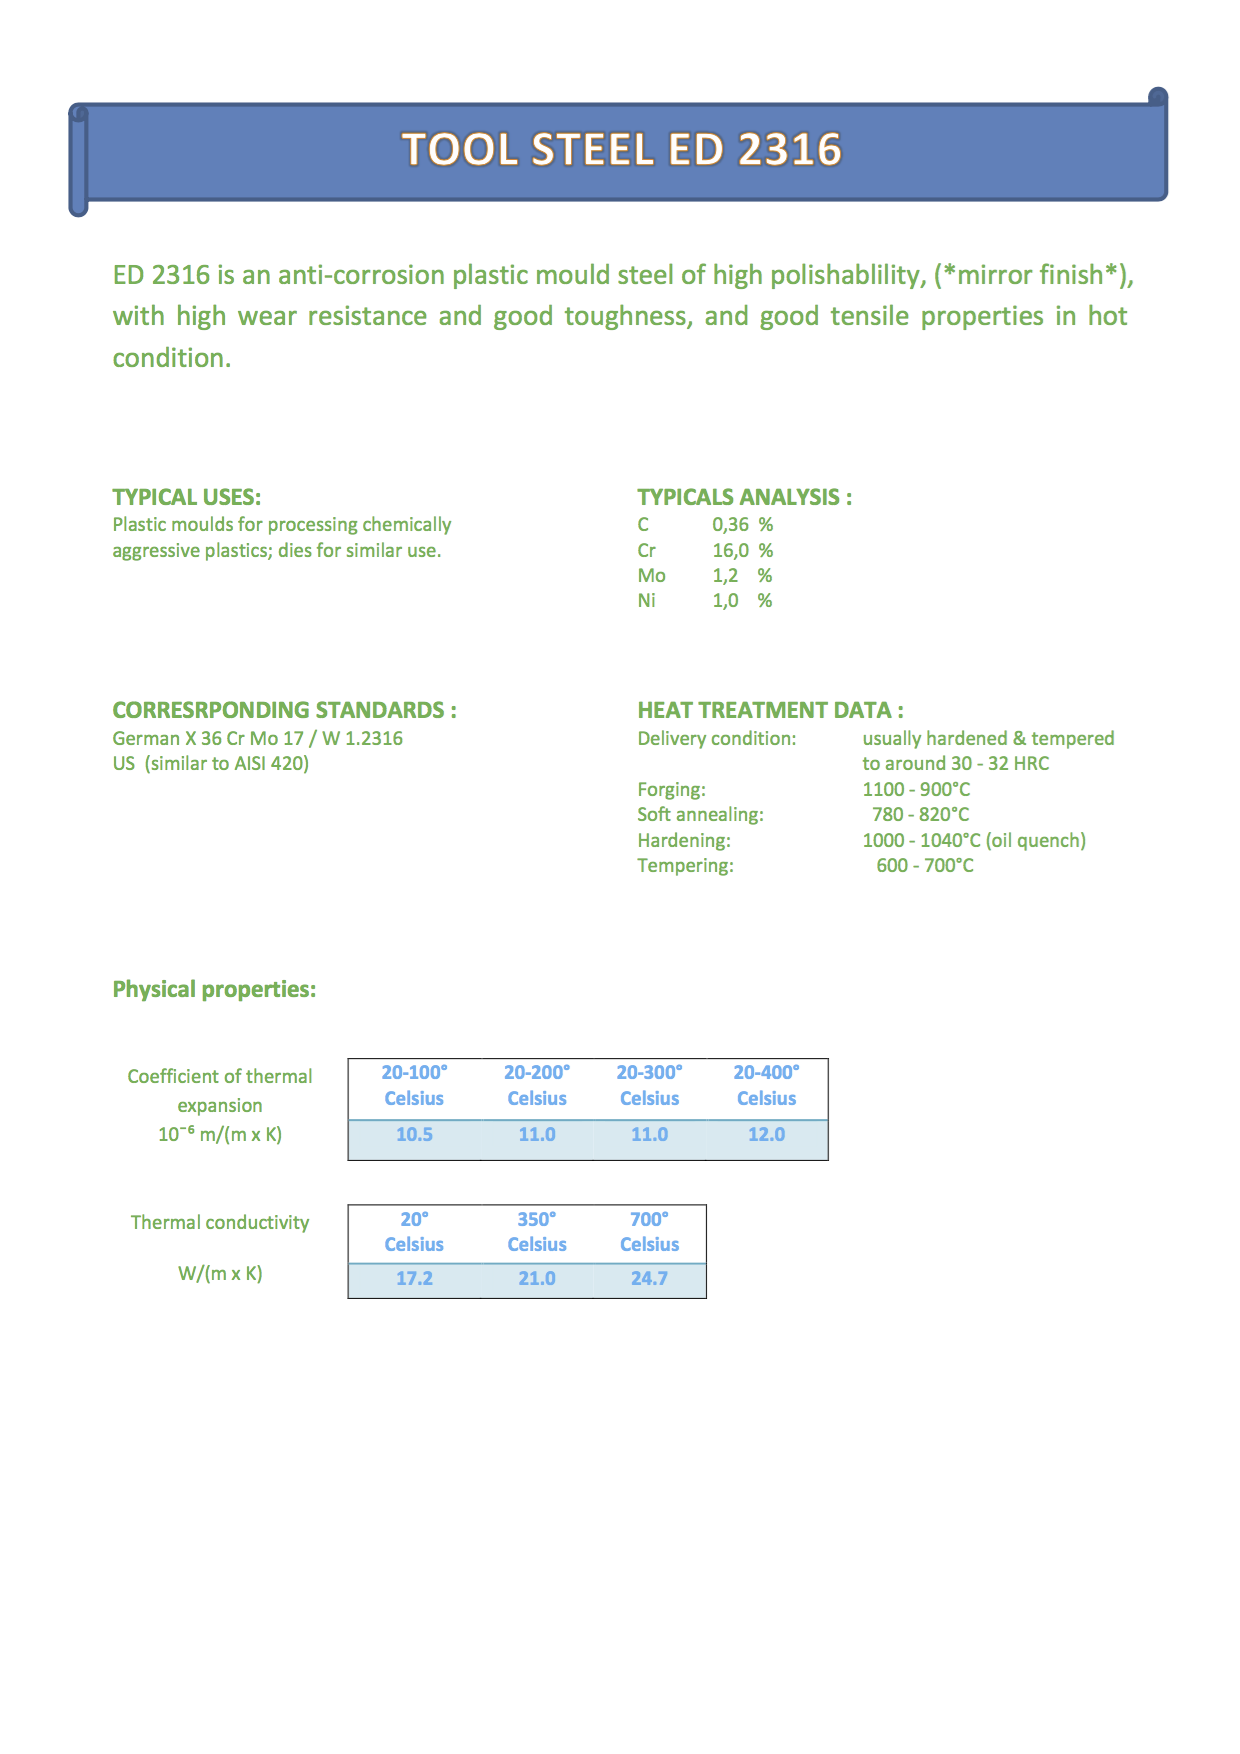 TOOL STEEL ED 2316
ED 2316 is an anti-corrosion plastic mould steel of high polishablility, (*mirror finish*),
with high wear resistance and good toughness, and good tensile properties in hot
condition.
TYPICAL USES:
Plastic moulds for processing chemically
aggressive plastics; dies for similar use.
TYPICALS ANALYSIS :
C 0,36 %
Cr 16,0 %
Mo 1,2 %
Ni 1,0 %
CORRESRPONDING STANDARDS :
German X 36 Cr Mo 17 / W 1.2316
US (similar to AISI 420)
HEAT TREATMENT DATA :
Delivery condition: usually hardened & tempered
to around 30 - 32 HRC
Forging: 1100 - 900°C
Soft annealing: 780 - 820°C
Hardening: 1000 - 1040°C (oil quench)
Tempering: 600 - 700°C
Physical properties:
Coefficient of thermal
expansion
10⁻⁶ m/(m x K)
20-100° 20-200° 20-300° 20-400°
Celsius Celsius Celsius Celsius
10.5 11.0 11.0 12.0
Thermal conductivity
W/(m x K)
20° 350° 700°
Celsius Celsius Celsius
17.2 21.0 24.7